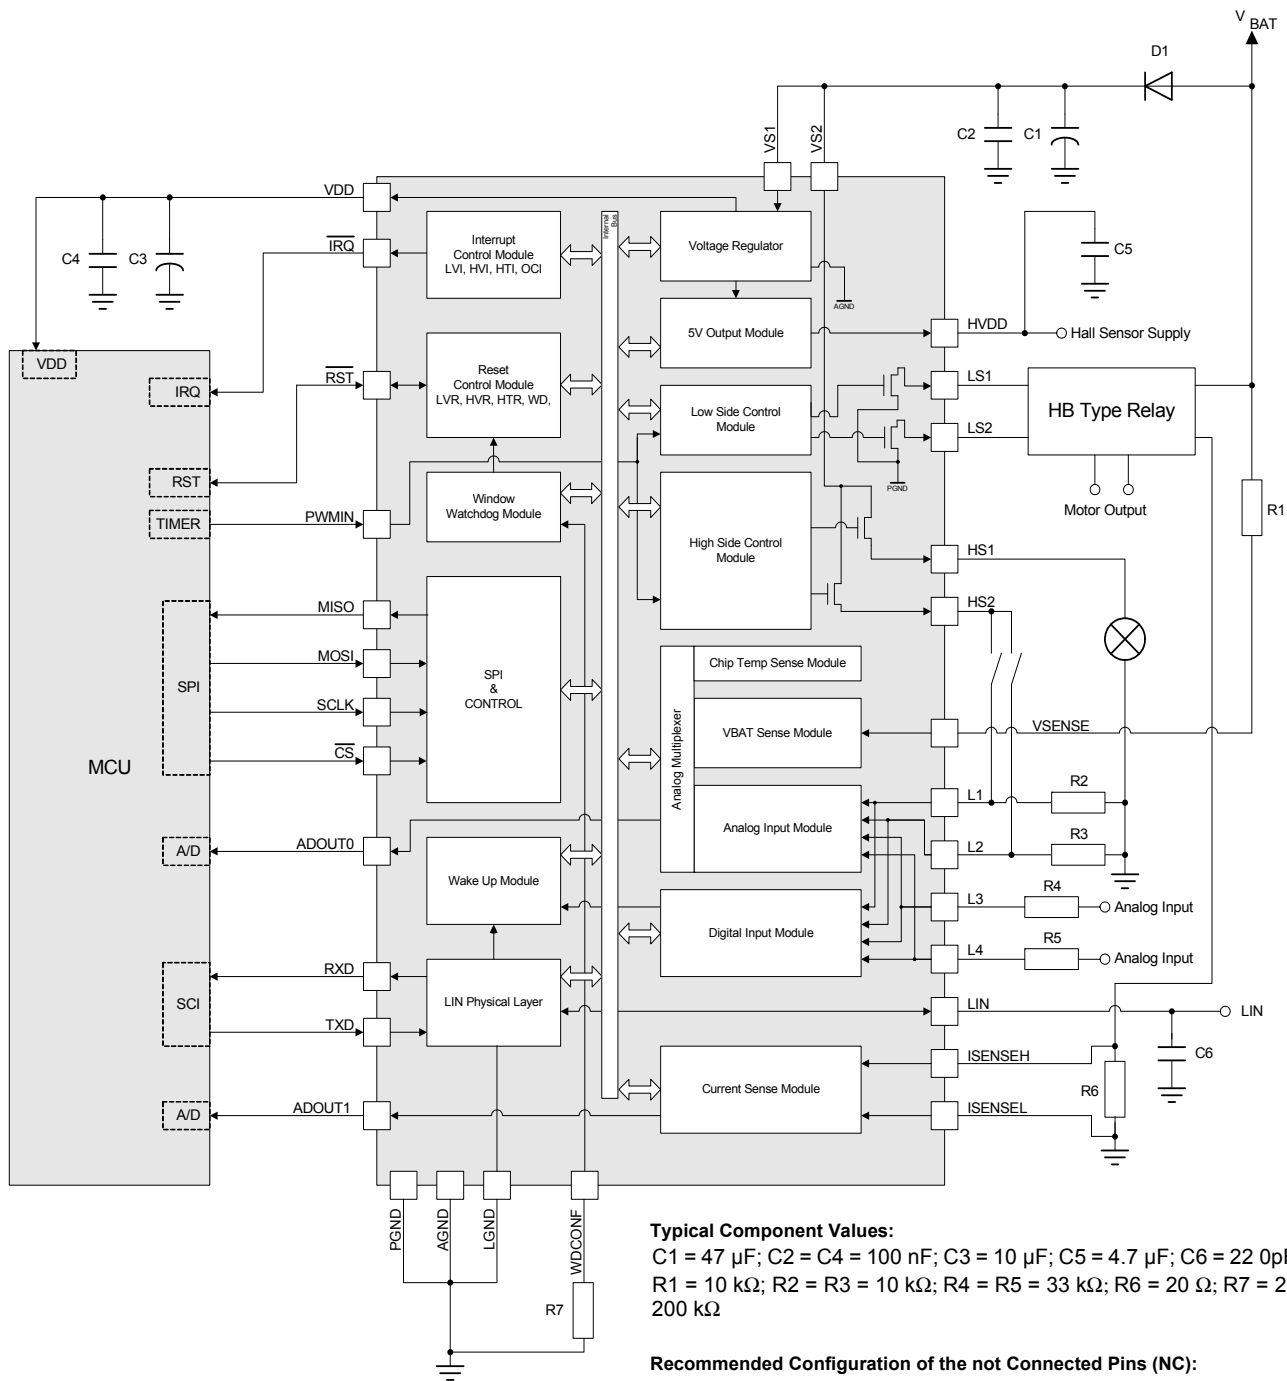 V BAT
D1
VS1
VS2
C2
C1
VDD
IRQ
Interrupt
Control Module
LVI, HVI, HTI, OCI
Internal
Bus
Voltage Regulator
AGND
C4
C3
C5
5V Output Module
HVDD
Hall Sensor Supply
VDD
IRQ
RST
Reset
Control Module
LVR, HVR, HTR, WD,
Low Side Control
Module
LS1
LS2
HB Type Relay
PGND
Motor Output
R1
RST
TIMER
PWMIN
Window
Watchdog Module
High Side Control
Module
HS1
HS2
MISO
MOSI
SCLK
CS
SPI
SPI
&
CONTROL
Analog Multiplexer
Chip Temp Sense Module
VBAT Sense Module
VSENSE
MCU
Analog Input Module
L1
R2
L2
R3
A/D
ADOUT0
Wake Up Module
Digital Input Module
L3
R4
Analog Input
L4
R5
Analog Input
SCI
RXD
TXD
LIN Physical Layer
LIN
LIN
C6
ISENSEH
Current Sense Module
R6
ISENSEL
A/D
ADOUT1
PGND
AGND
LGND
WDCONF
R7
Typical Component Values:
C1 = 47 µF; C2 = C4 = 100 nF; C3 = 10 µF; C5 = 4.7 µF; C6 = 22 0p
R1 = 10 kΩ; R2 = R3 = 10 kΩ; R4 = R5 = 33 kΩ; R6 = 20 Ω; R7 = 2
200 kΩ
Recommended Configuration of the not Connected Pins (NC):